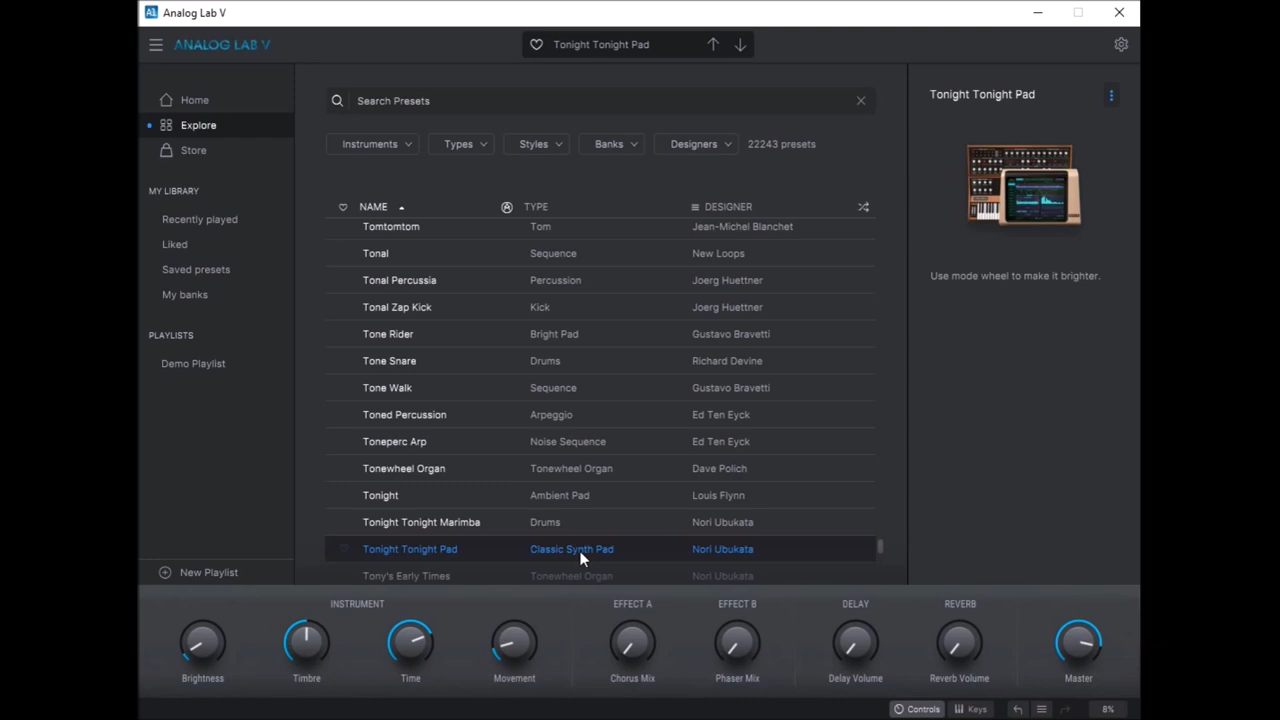 Analog Lab V
ANALOG LAB V
Tonight Tonight Pad
Home
Explore
Store
MY LIBRARY
Recently played
Liked
Saved presets
My banks
PLAYLISTS
Demo Playlist
New Playlist
Search Presets
Instruments Types Styles Banks Designers 22243 presets
NAME TYPE DESIGNER
Tomtomtom Tom Jean-Michel Blanchet
Tonal Sequence New Loops
Tonal Percussia Percussion Joerg Huettner
Tonal Zap Kick Kick Joerg Huettner
Tone Rider Bright Pad Gustavo Bravetti
Tone Snare Drums Richard Devine
Tone Walk Sequence Gustavo Bravetti
Toned Percussion Arpeggio Ed Ten Eyck
Toneperc Arp Noise Sequence Ed Ten Eyck
Tonewheel Organ Tonewheel Organ Dave Polich
Tonight Ambient Pad Louis Flynn
Tonight Tonight Marimba Drums Nori Ubukata
Tonight Tonight Pad Classic Synth Pad Nori Ubukata
Tony's Early Times Tonewheel Organ Nori Ubukata
Tonight Tonight Pad
Use mode wheel to make it brighter.
INSTRUMENT EFFECT A EFFECT B DELAY REVERB
Brightness Timbre Time Movement Chorus Mix Phaser Mix Delay Volume Reverb Volume Master
Controls Keys 8%